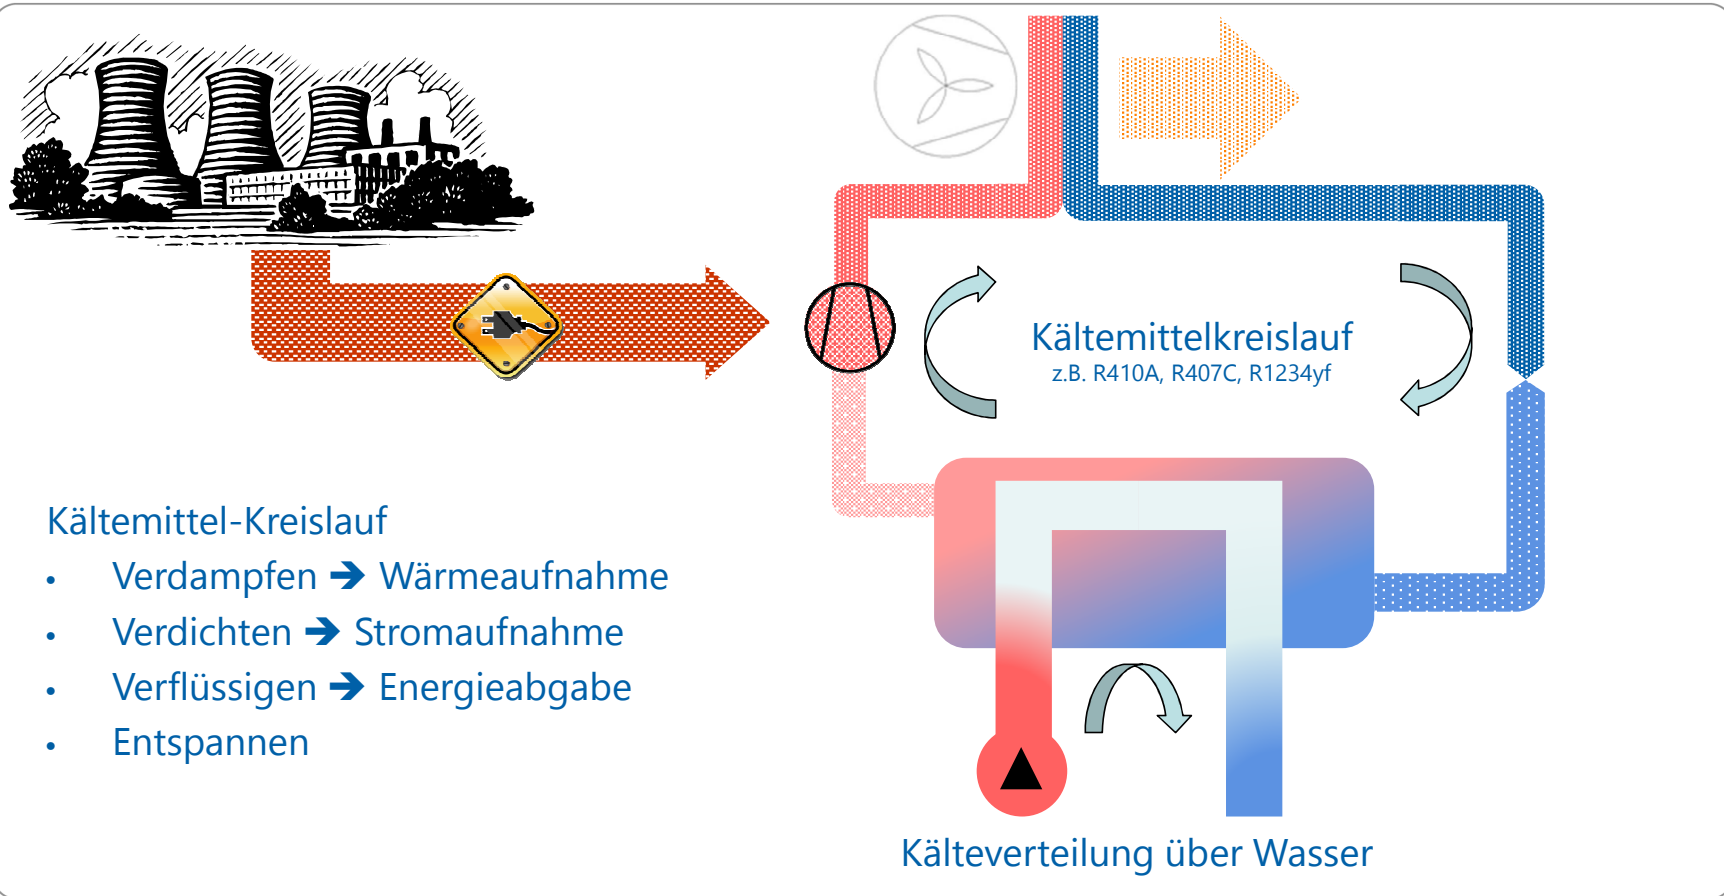 Kältemittelkreislauf
z.B. R410A, R407C, R1234yf
Kältemittel-Kreislauf
• Verdampfen ➔ Wärmeaufnahme
• Verdichten ➔ Stromaufnahme
• Verflüssigen ➔ Energieabgabe
• Entspannen
Kälteverteilung über Wasser